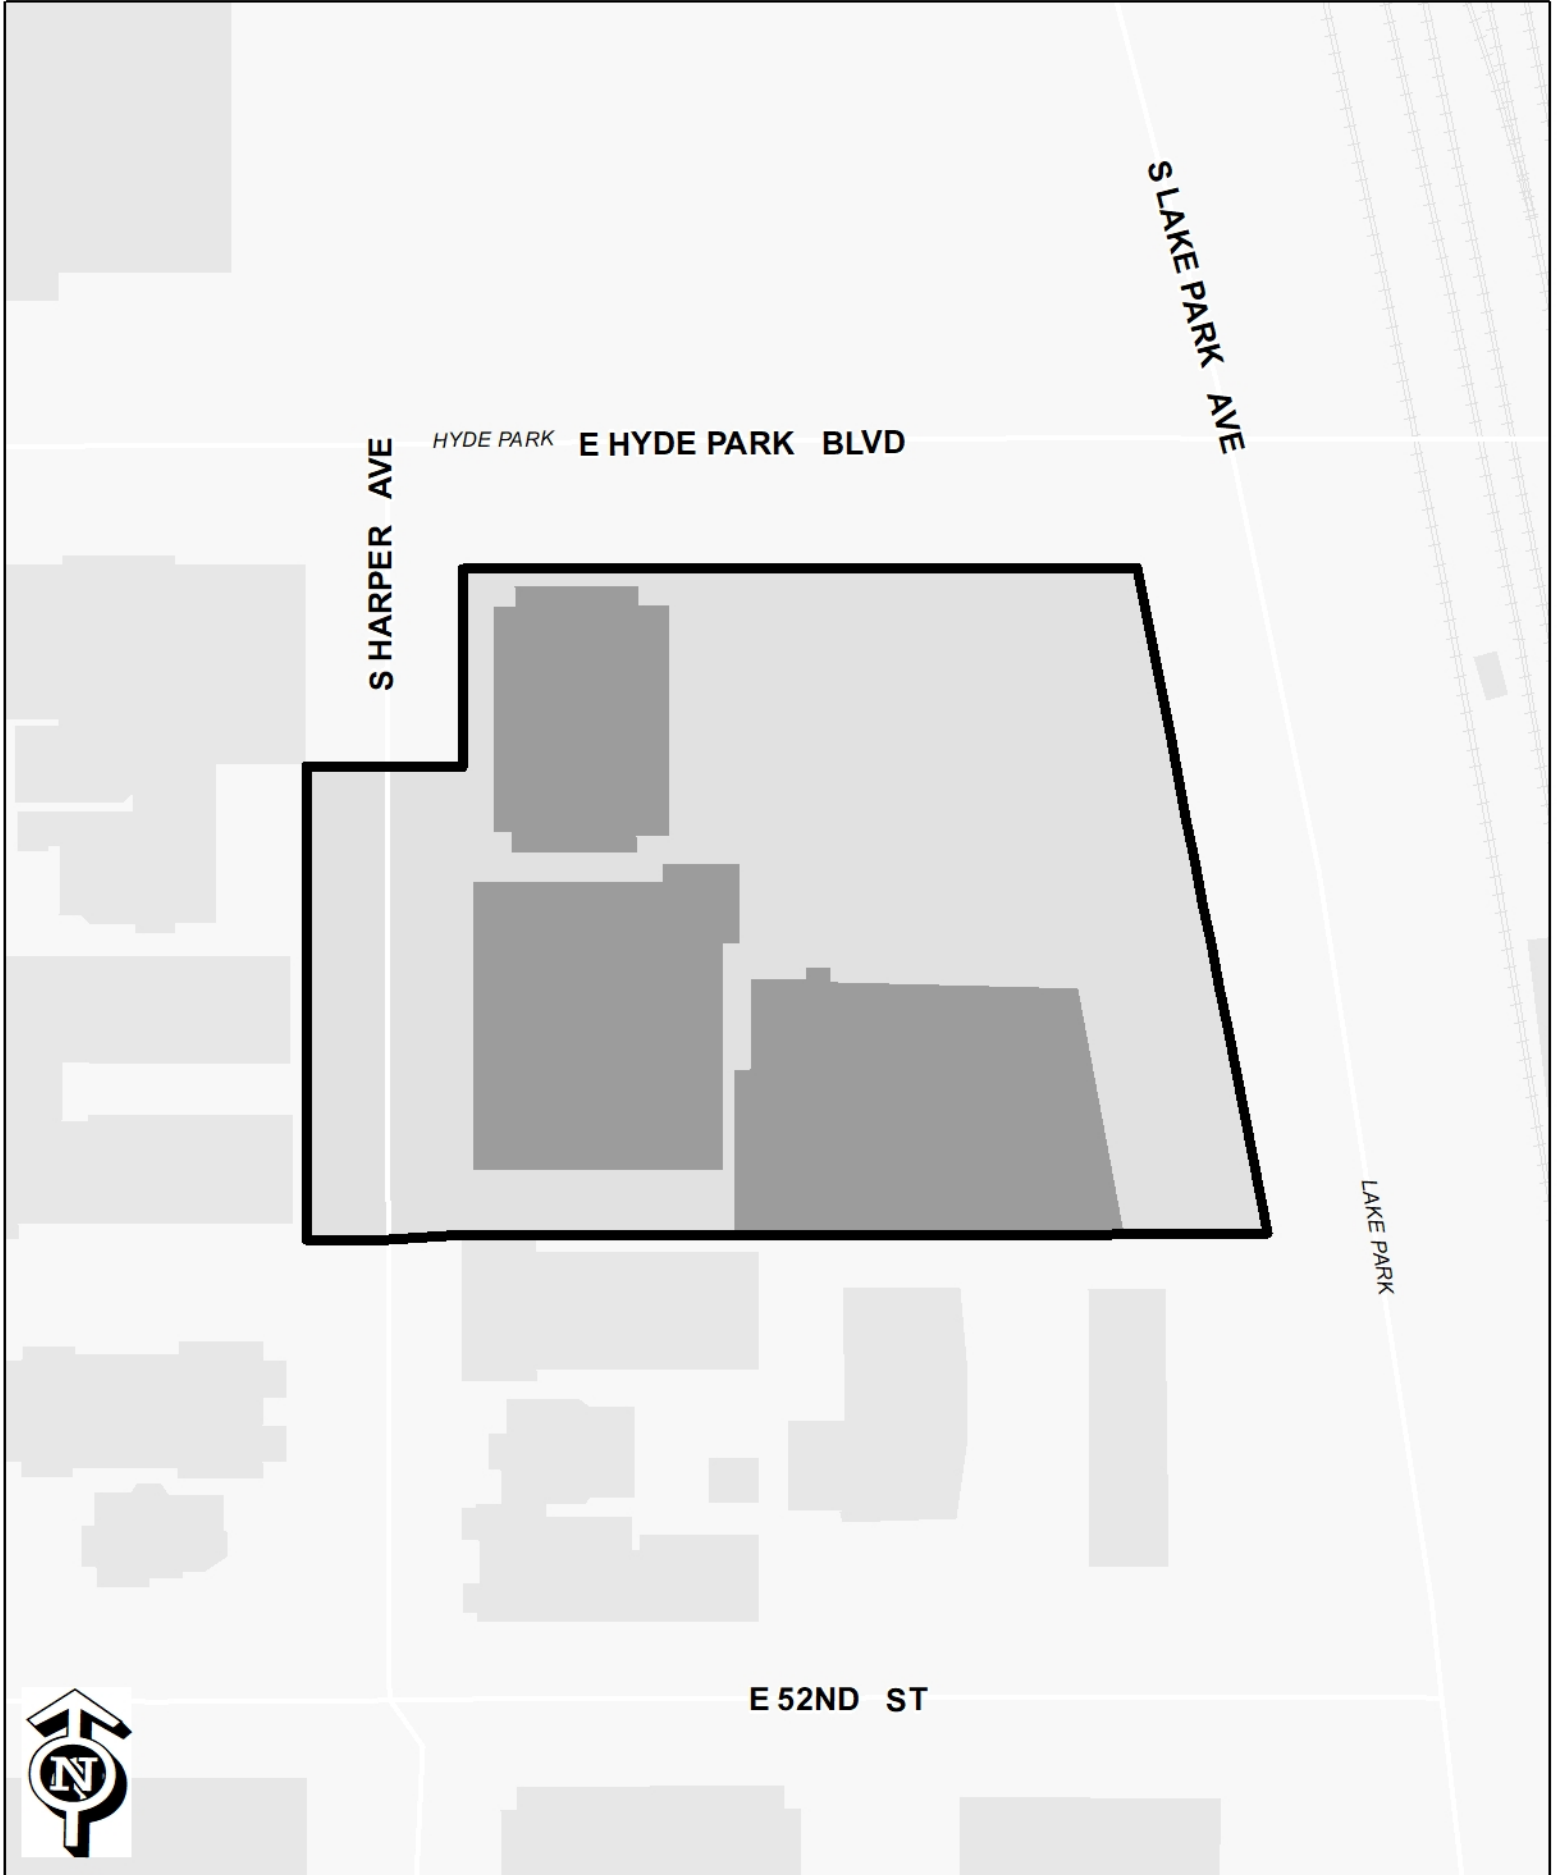 S LAKE PARK AVE
HYDE PARK
E HYDE PARK BLVD
S HARPER AVE
LAKE PARK
E 52ND ST
N